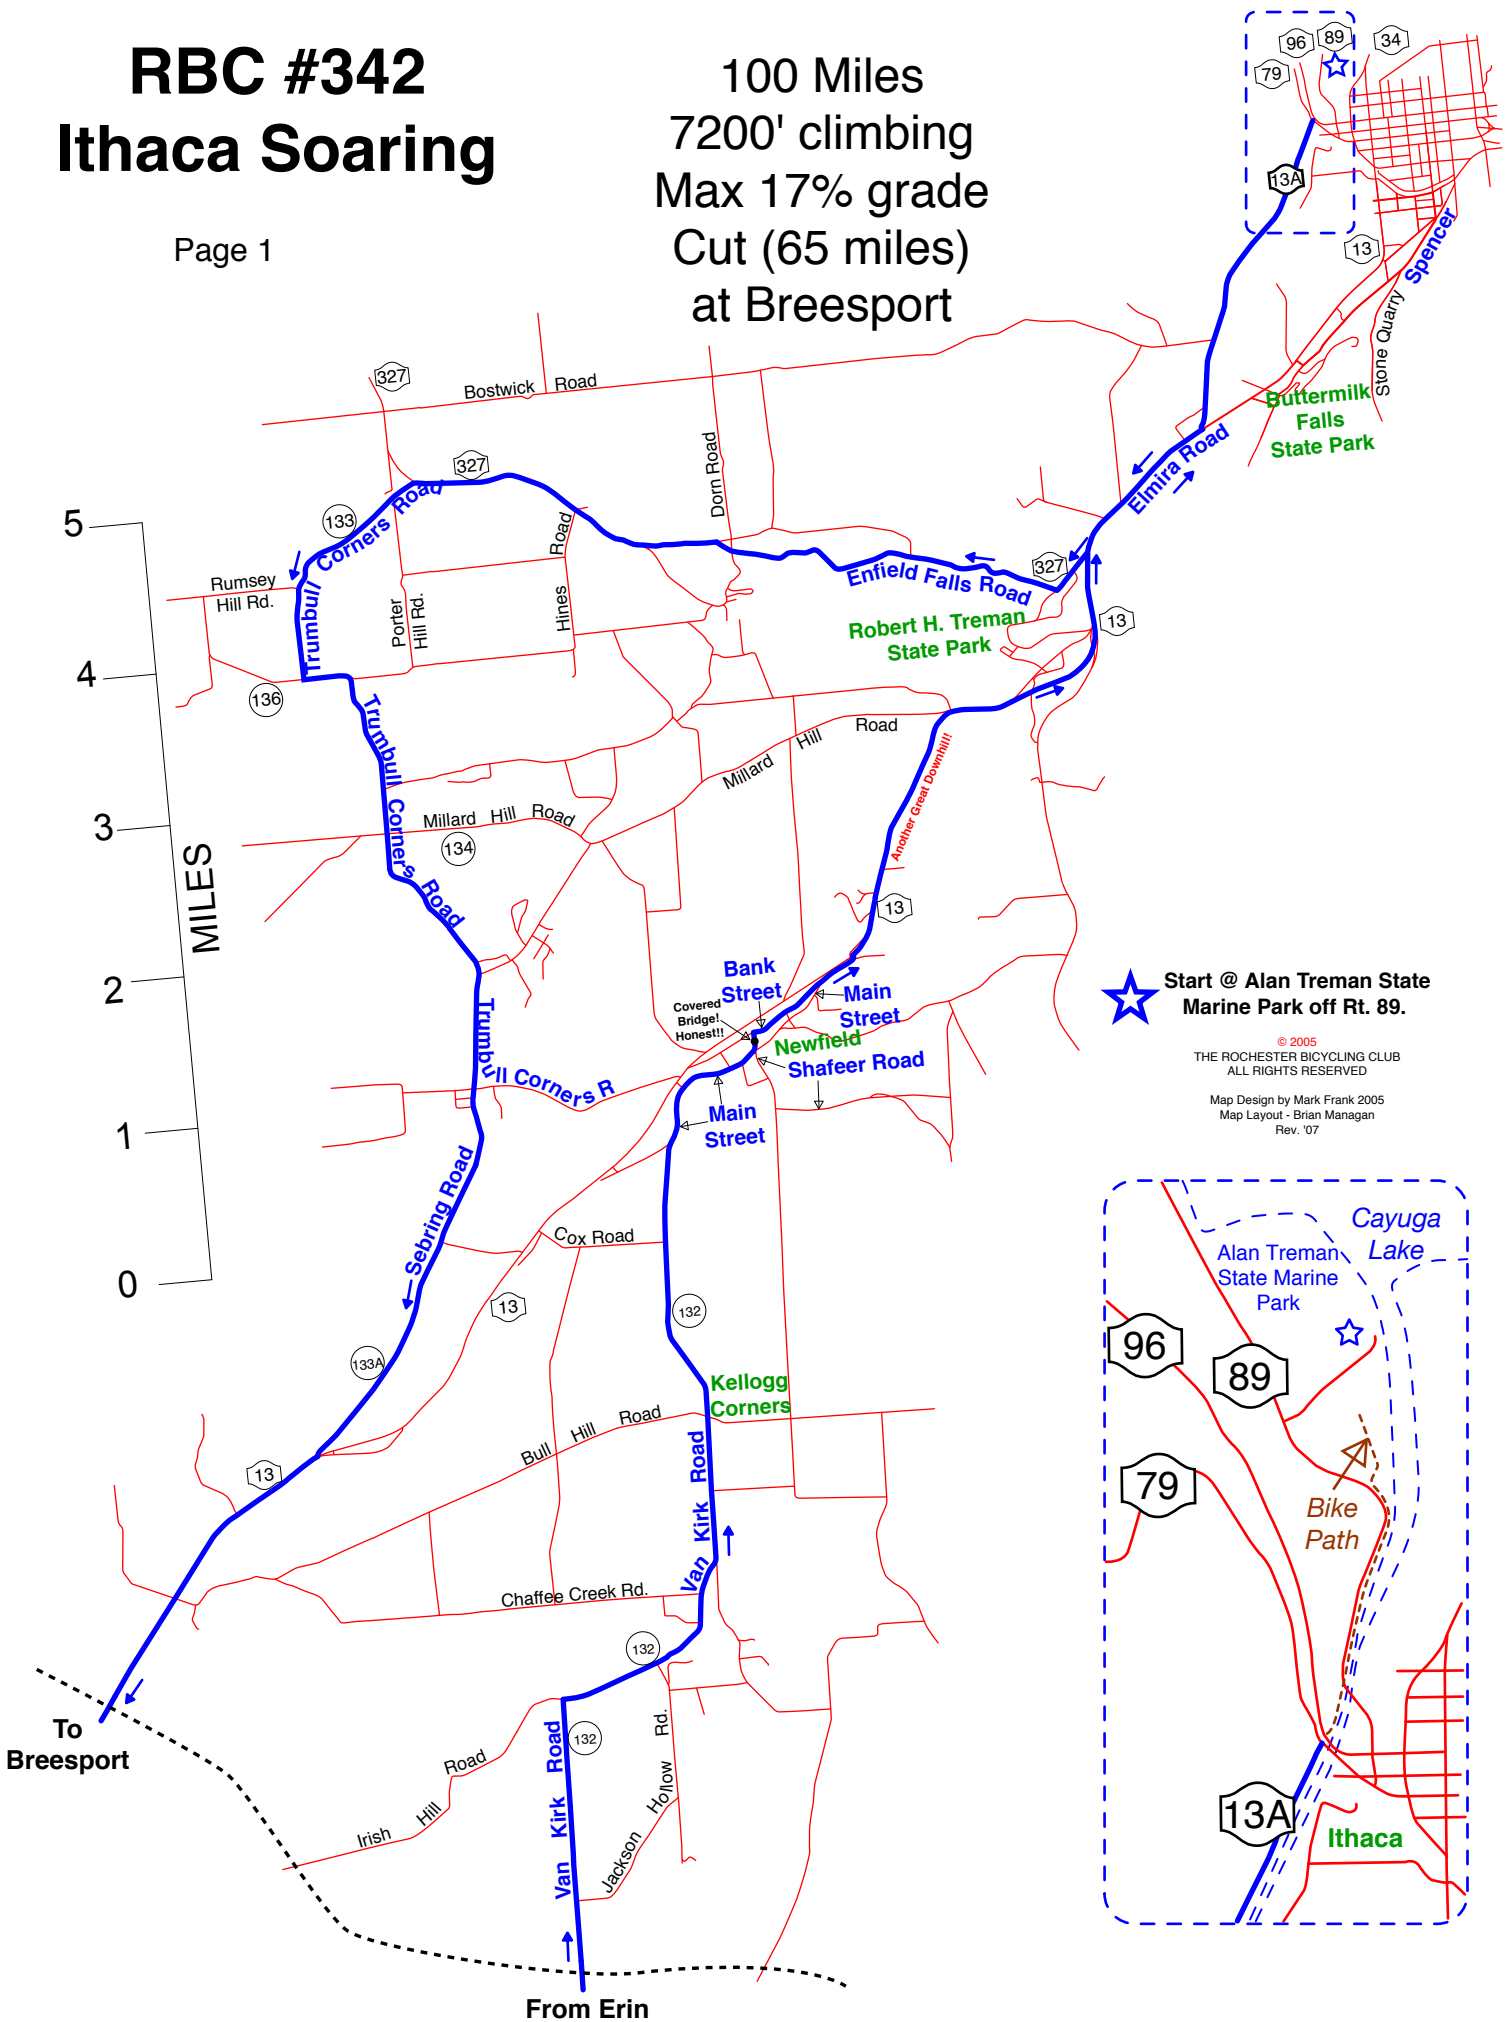 RBC #342
Ithaca Soaring
Page 1
100 Miles
7200' climbing
Max 17% grade
Cut (65 miles)
at Breesport
96
89
34
79
13A
13
Spencer
Stone Quarry
Buttermilk
Falls
State Park
327
Bostwick Road
327
Dorn Road
Elmira Road
133
Trumbull Corners Road
Rumsey
Hill Rd.
Porter
Hill Rd.
Hines Road
327
Enfield Falls Road
Robert H. Treman
State Park
13
136
Trumbull Corners Road
Millard Hill Road
134
Millard Hill Road
Another Great Downhill!
13
5
4
3
2
1
0
MILES
Bank
Street
Main
Street
Covered
Bridge!
Honest!!
Newfield
Shafeer Road
Main
Street
Trumbull Corners R
Sebring Road
Cox Road
13
132
133A
Kellogg
Corners
Bull Hill Road
13
Van Kirk Road
Chaffee Creek Rd.
132
132
Irish Hill Road
Van Kirk Road
Jackson Hollow Rd.
To
Breesport
From Erin
Start @ Alan Treman State
Marine Park off Rt. 89.
© 2005
THE ROCHESTER BICYCLING CLUB
ALL RIGHTS RESERVED
Map Design by Mark Frank 2005
Map Layout - Brian Managan
Rev. '07
Cayuga
Lake
Alan Treman
State Marine
Park
96
89
79
Bike
Path
13A
Ithaca